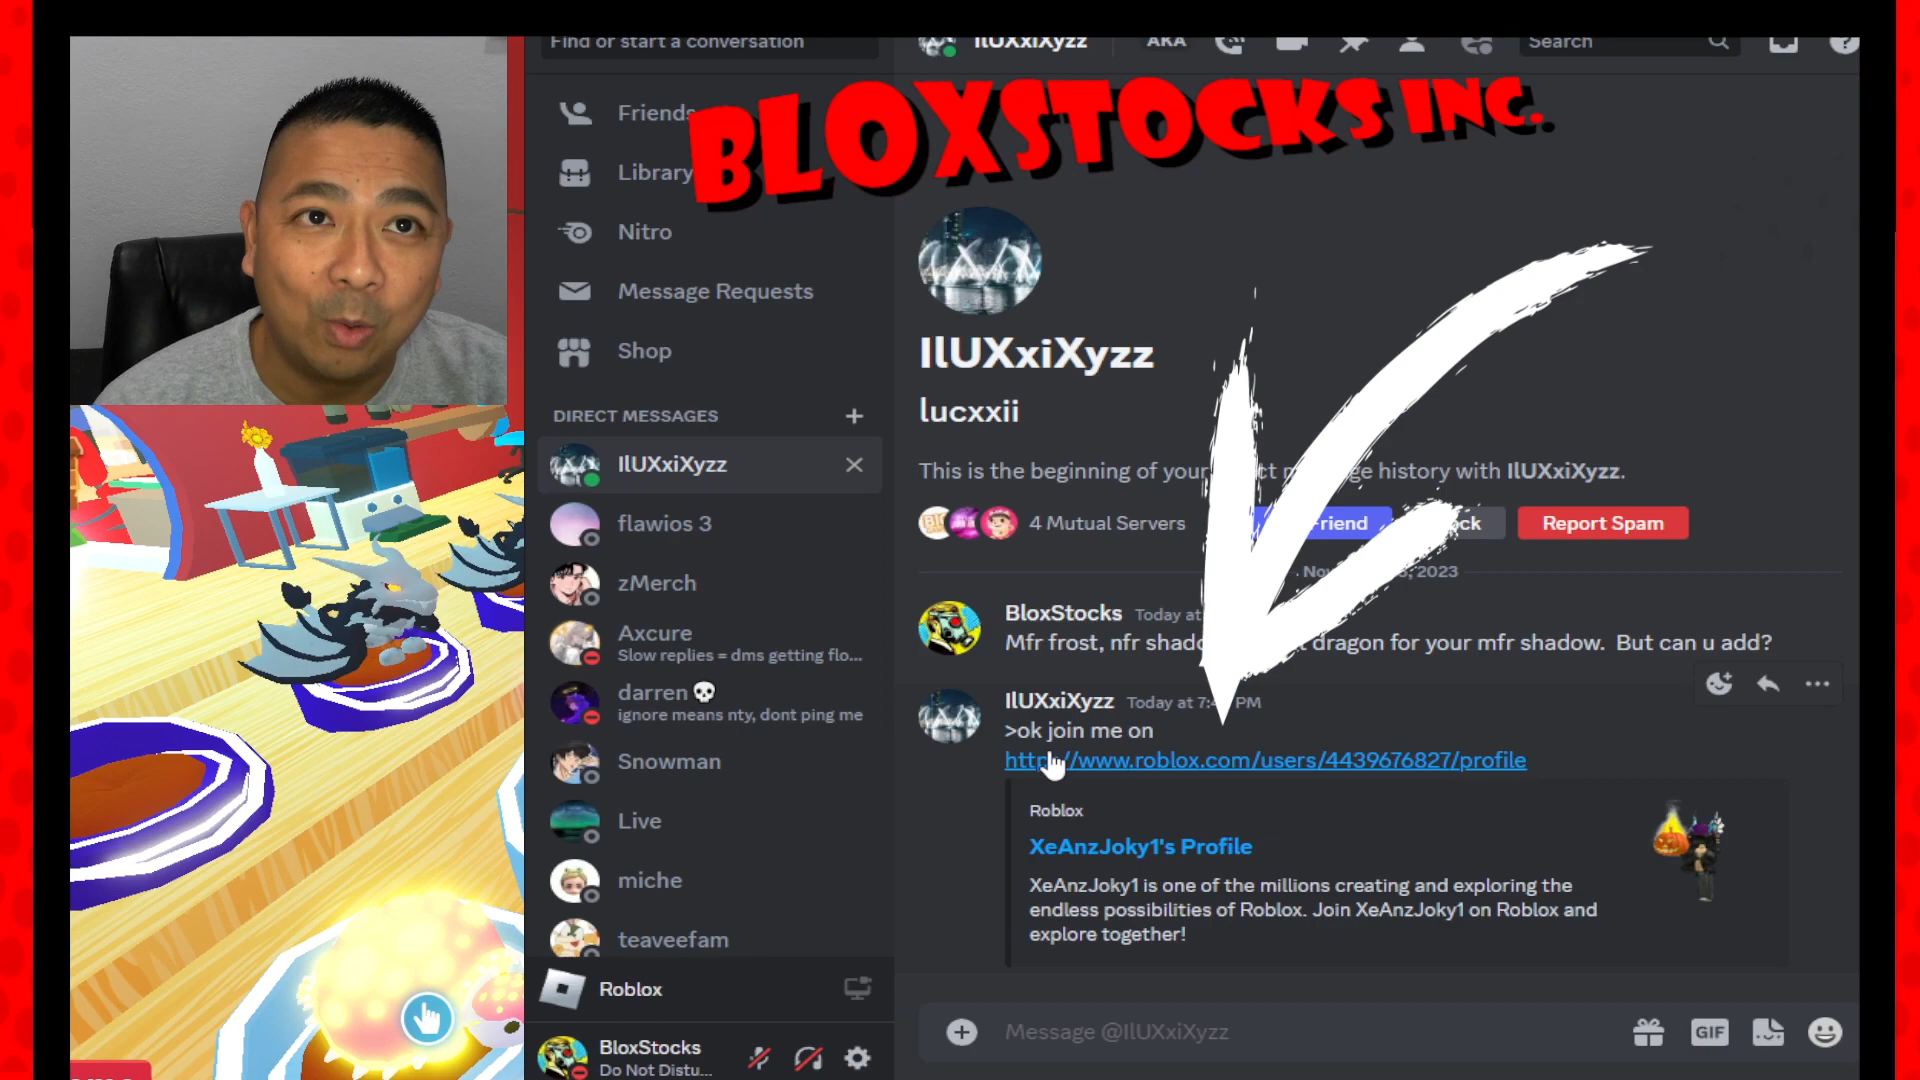 Find or start a conversation
IlUXxiXyzz
AKA
Search
BLOXSTOCKS INC.
Friends
Library
Nitro
Message Requests
Shop
DIRECT MESSAGES
IlUXxiXyzz
flawios 3
zMerch
Axcure
Slow replies = dms getting flo...
darren💀
ignore means nty, dont ping me
Snowman
Live
miche
teaveefam
Roblox
BloxStocks
Do Not Distu...
IlUXxiXyzz
lucxxii
This is the beginning of your history with IlUXxiXyzz.
4 Mutual Servers
Friend
Report Spam
2023
BloxStocks Today at
Mfr frost, nfr dragon for your mfr shadow. But can u add?
IlUXxiXyzz Today at PM
>ok join me on
www.roblox.com/users/4439676827/profile
Roblox
XeAnzJoky1's Profile
XeAnzJoky1 is one of the millions creating and exploring the
endless possibilities of Roblox. Join XeAnzJoky1 on Roblox and
explore together!
Message @IlUXxiXyzz
GIF